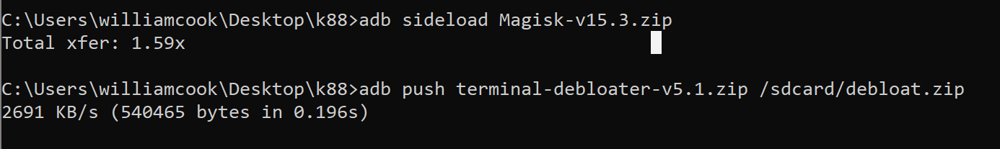 C:\Users\williamcook\Desktop\k88>adb sideload Magisk-v15.3.zip
Total xfer: 1.59x
C:\Users\williamcook\Desktop\k88>adb push terminal-debloater-v5.1.zip /sdcard/debloat.zip
2691 KB/s (540465 bytes in 0.196s)